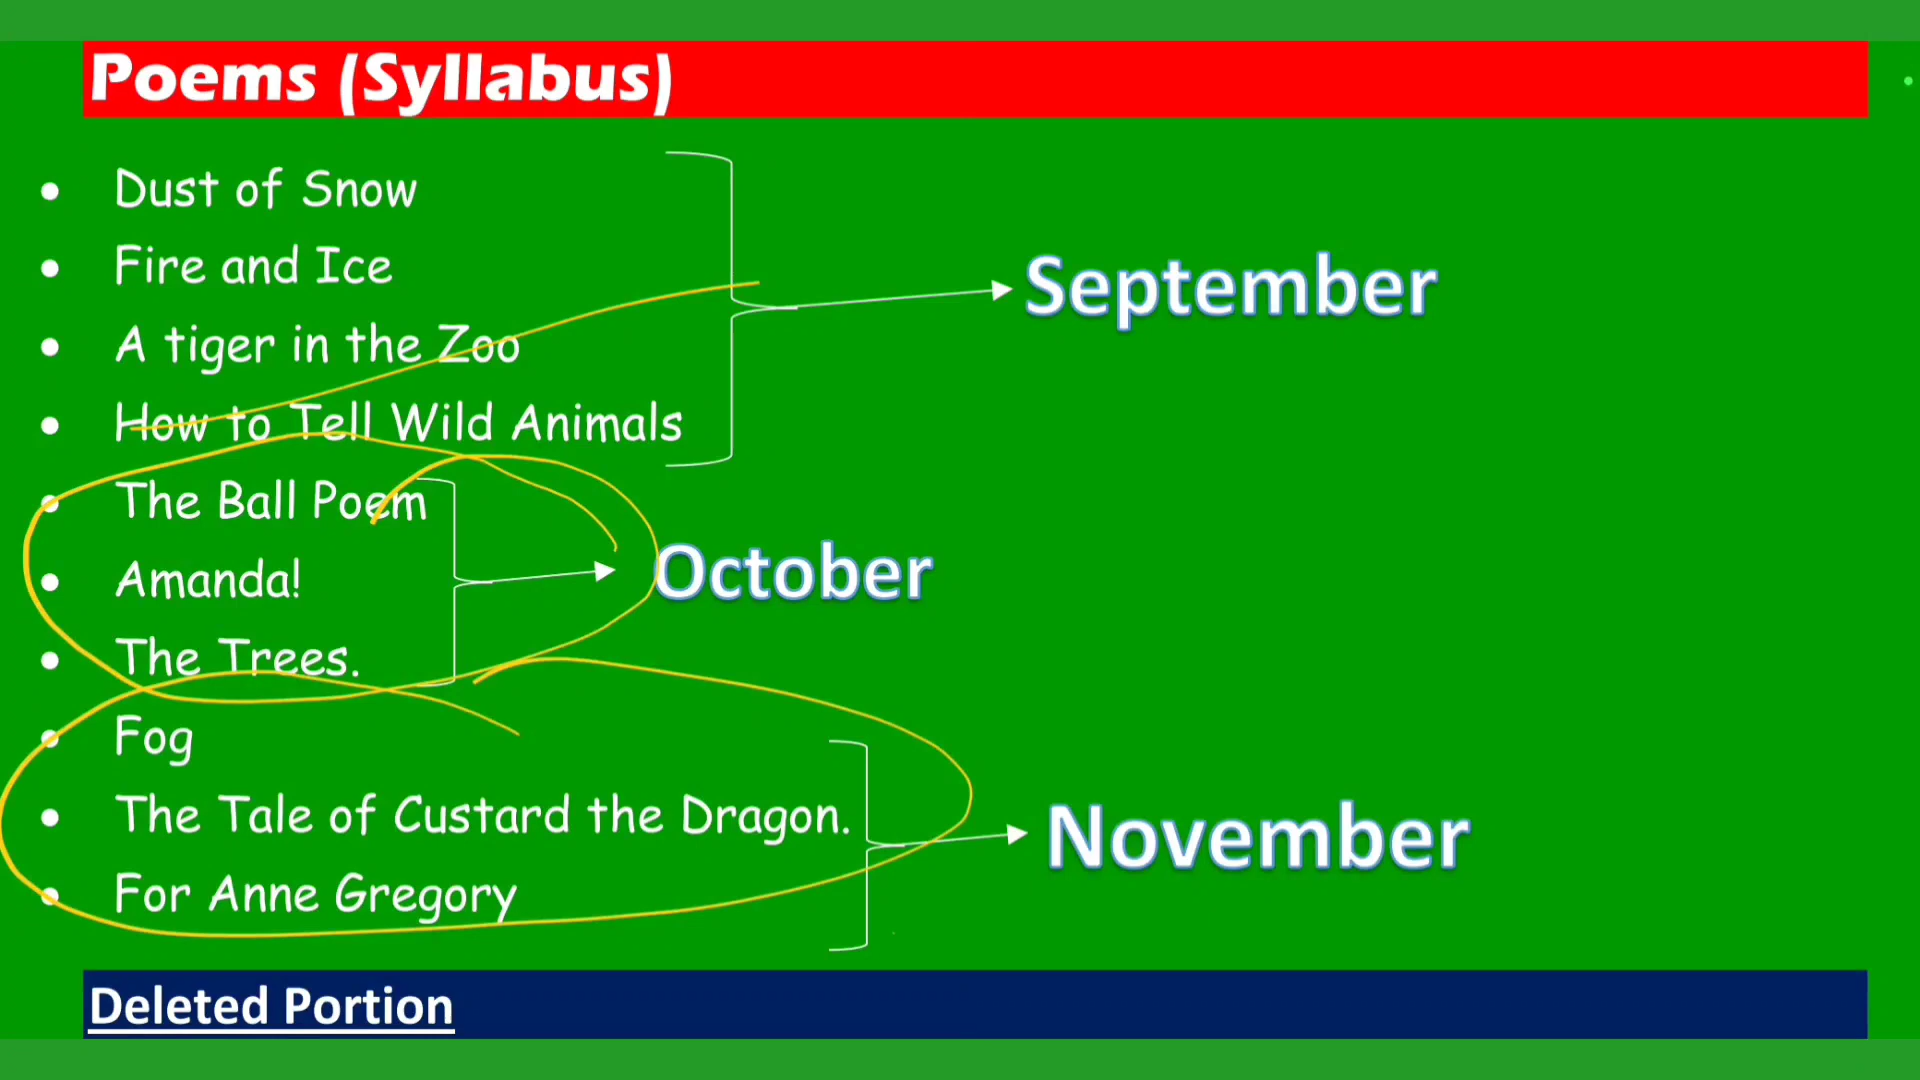 Poems (Syllabus)
• Dust of Snow
• Fire and Ice
• A tiger in the Zoo
• How to Tell Wild Animals
September
• The Ball Poem
• Amanda!
• The Trees.
October
• Fog
• The Tale of Custard the Dragon.
• For Anne Gregory
November
Deleted Portion